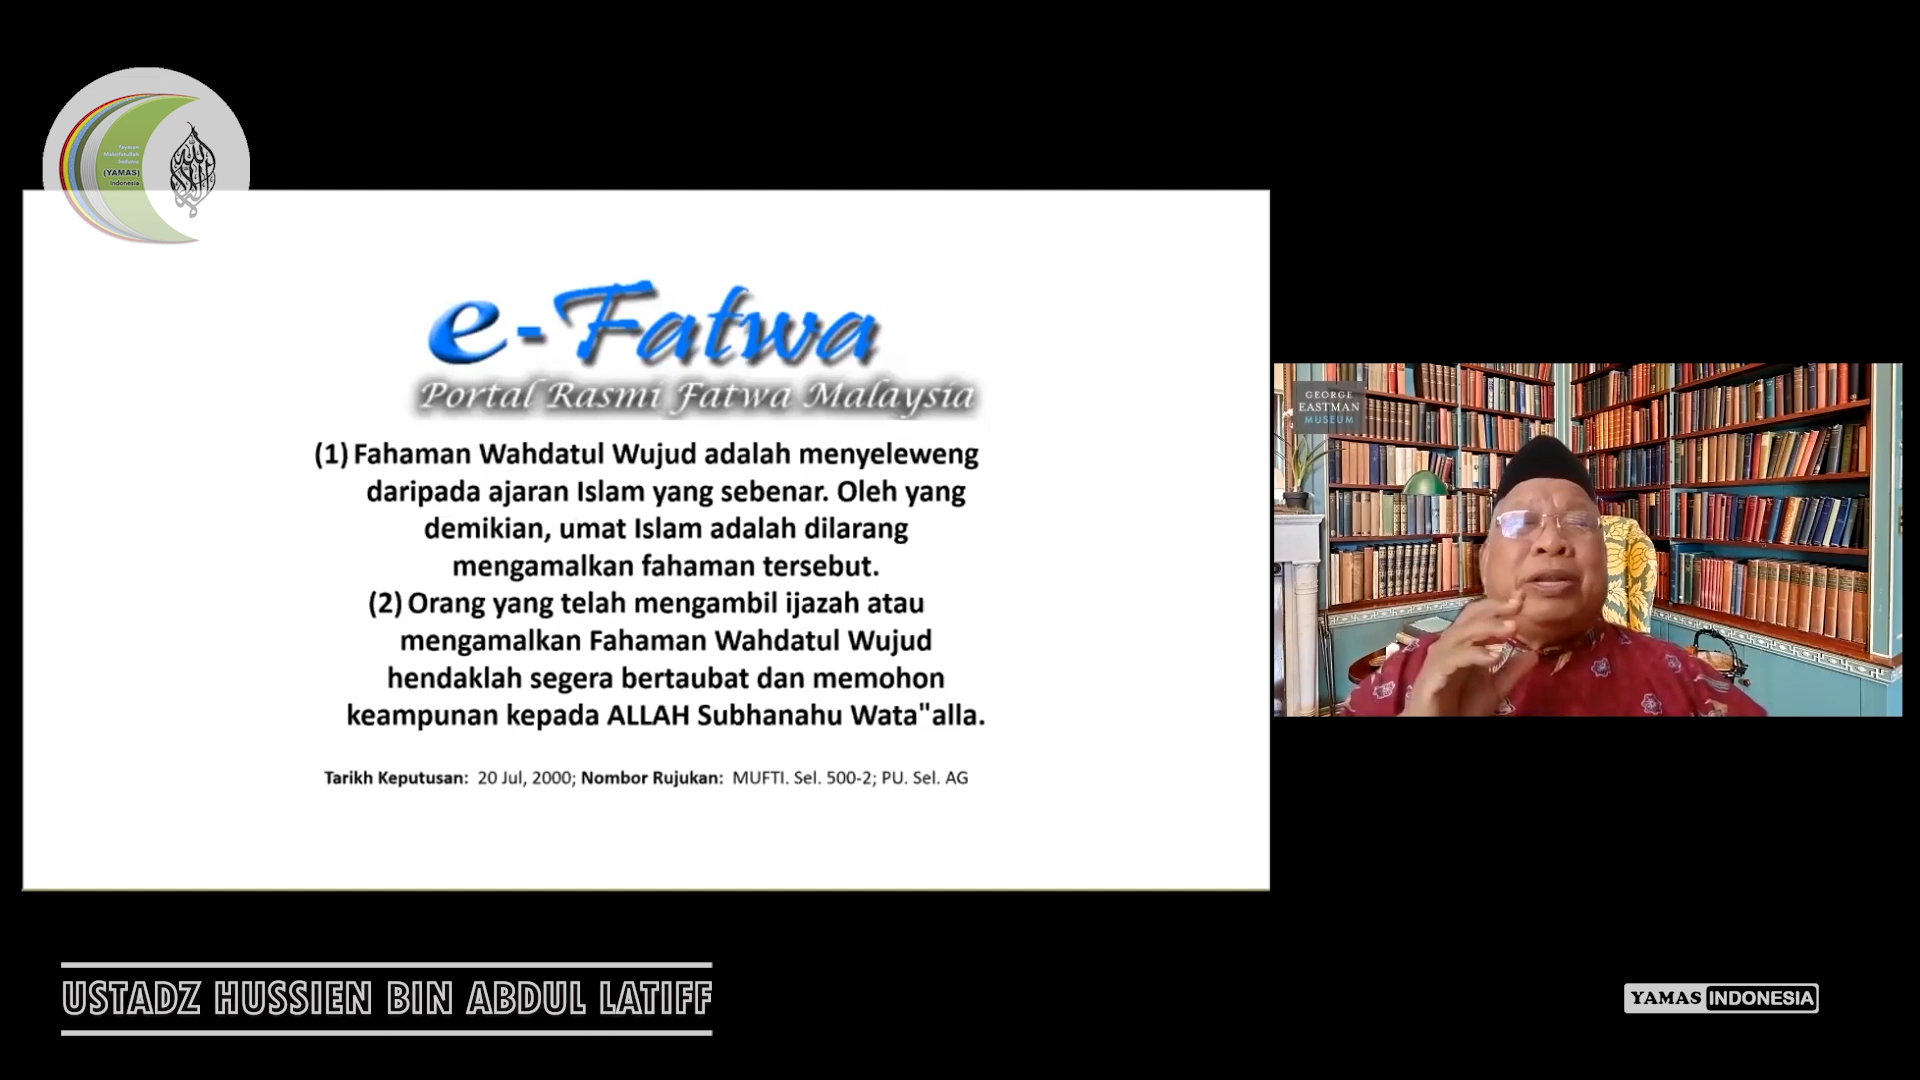 Yayasan
Makrifatullah
Sedunia
(YAMAS)
Indonesia
e-Fatwa
Portal Rasmi Fatwa Malaysia
(1) Fahaman Wahdatul Wujud adalah menyeleweng
daripada ajaran Islam yang sebenar. Oleh yang
demikian, umat Islam adalah dilarang
mengamalkan fahaman tersebut.
(2) Orang yang telah mengambil ijazah atau
mengamalkan Fahaman Wahdatul Wujud
hendaklah segera bertaubat dan memohon
keampunan kepada ALLAH Subhanahu Wata"alla.
Tarikh Keputusan: 20 Jul, 2000; Nombor Rujukan: MUFTI. Sel. 500-2; PU. Sel. AG
GEORGE
EASTMAN
MUSEUM
USTADZ HUSSIEN BIN ABDUL LATIFF
YAMAS INDONESIA